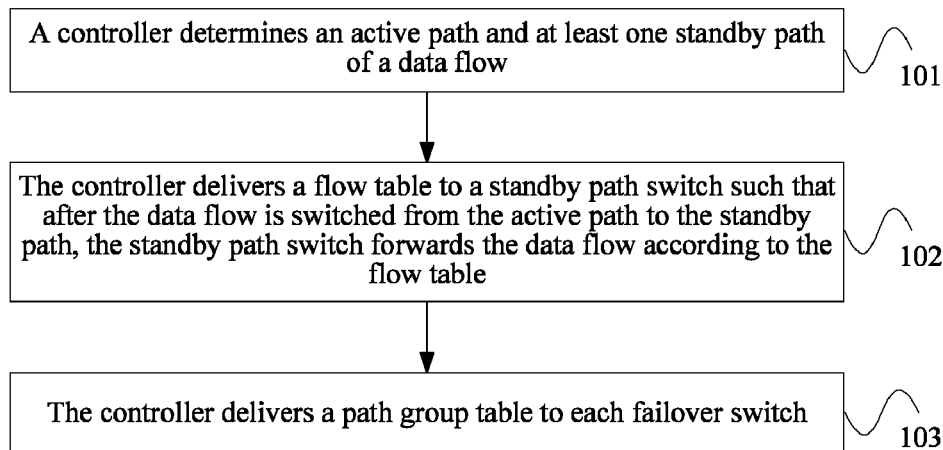 A controller determines an active path and at least one standby path
of a data flow
101
The controller delivers a flow table to a standby path switch such that
after the data flow is switched from the active path to the standby
path, the standby path switch forwards the data flow according to the
flow table
102
The controller delivers a path group table to each failover switch
103